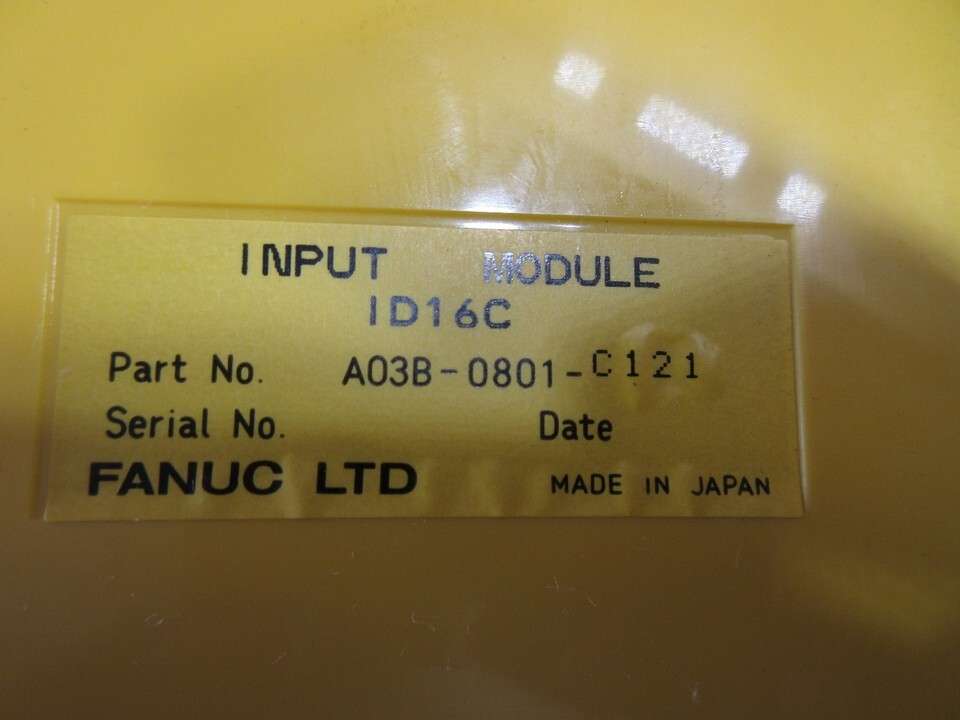 INPUT MODULE
ID16C
Part No. A03B-0801-C121
Serial No. Date
FANUC LTD MADE IN JAPAN